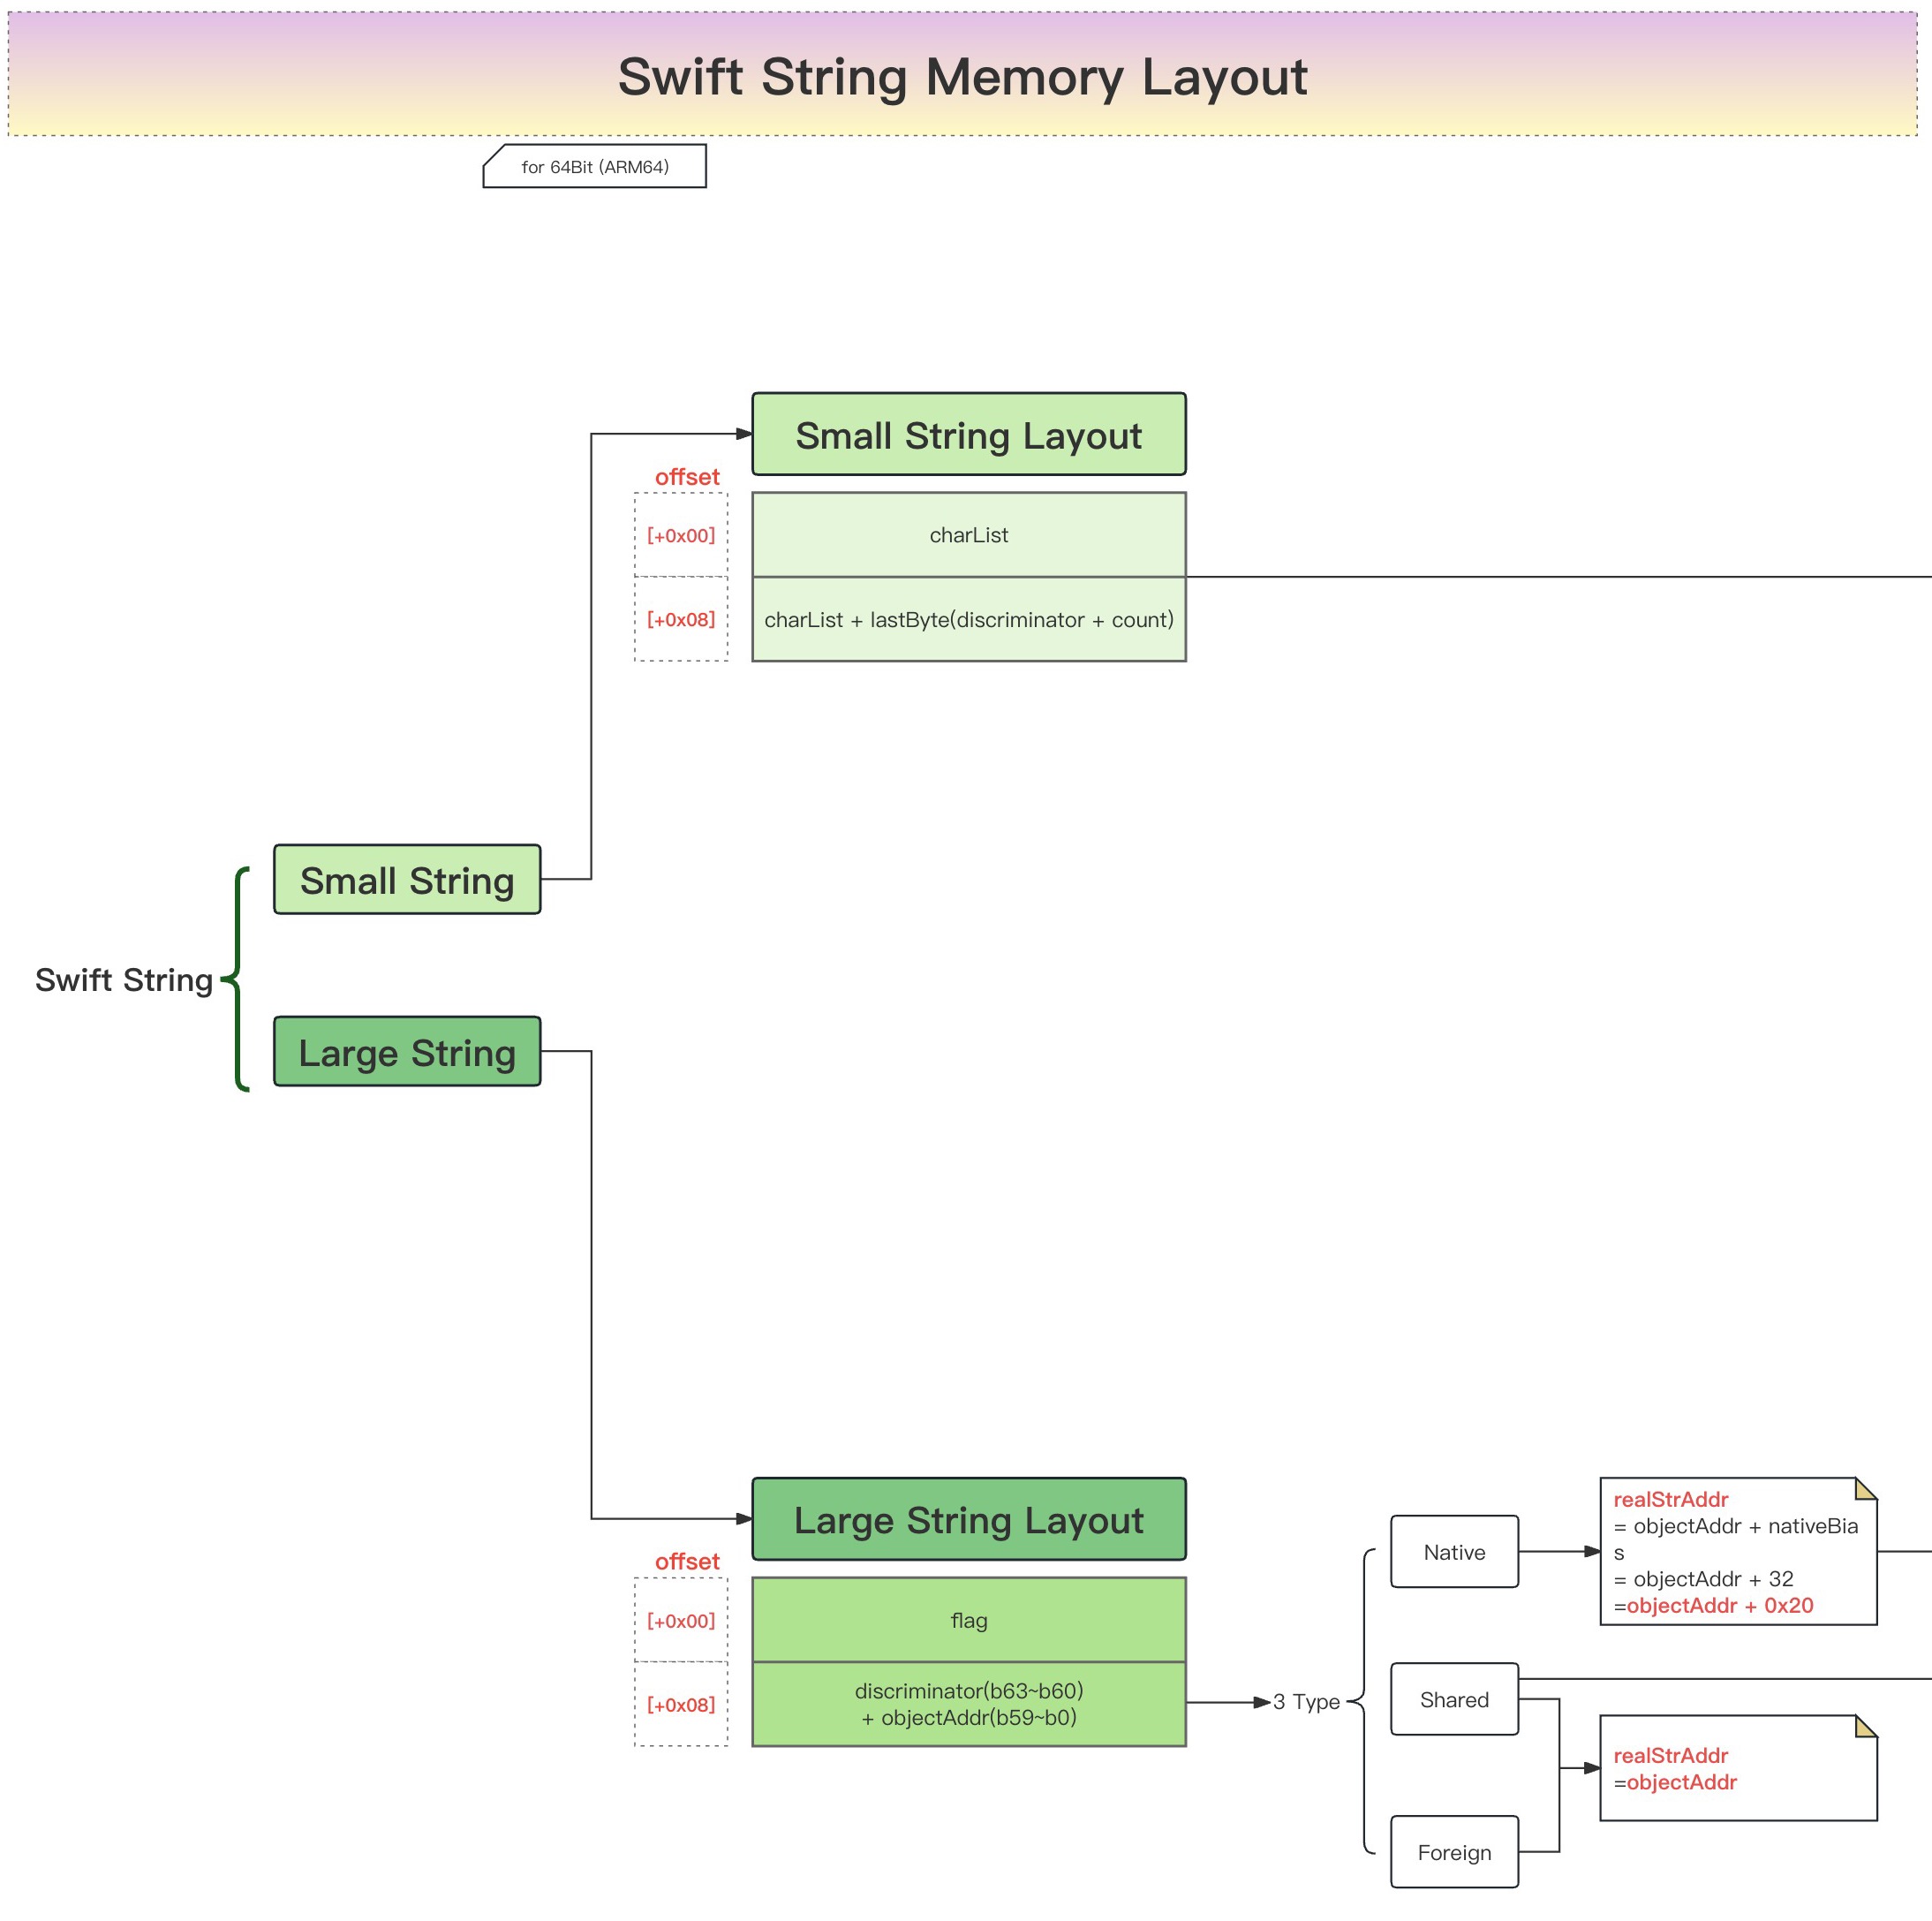 Swift String Memory Layout
for 64Bit (ARM64)
Small String Layout
offset
[+0x00]
charList
[+0x08]
charList + lastByte(discriminator + count)
Small String
Swift String
Large String
Large String Layout
offset
[+0x00]
flag
[+0x08]
discriminator(b63~b60)
+ objectAddr(b59~b0)
3 Type
Native
realStrAddr
= objectAddr + nativeBia
s
= objectAddr + 32
=objectAddr + 0x20
Shared
realStrAddr
=objectAddr
Foreign